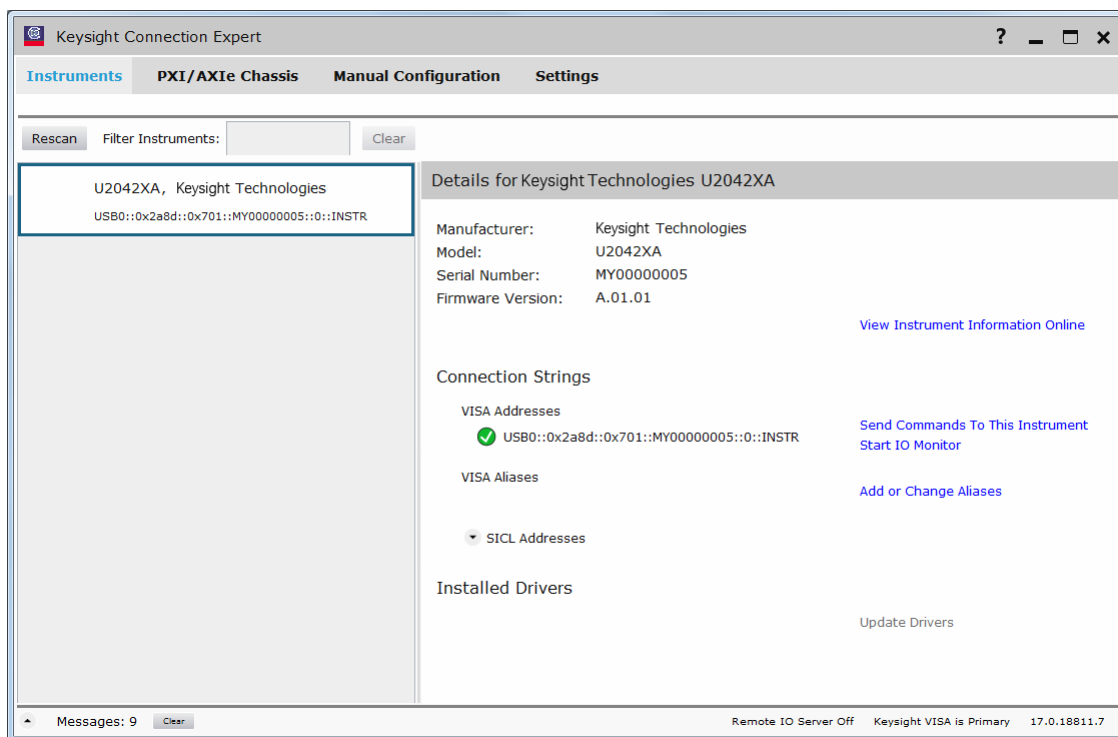 Keysight Connection Expert
?
Instruments PXI/AXIe Chassis Manual Configuration Settings
Rescan Filter Instruments: Clear
U2042XA, Keysight Technologies
USB0::0x2a8d::0x701::MY00000005::0::INSTR
Details for Keysight Technologies U2042XA
Manufacturer: Keysight Technologies
Model: U2042XA
Serial Number: MY00000005
Firmware Version: A.01.01
View Instrument Information Online
Connection Strings
VISA Addresses
USB0::0x2a8d::0x701::MY00000005::0::INSTR
Send Commands To This Instrument
Start IO Monitor
VISA Aliases
Add or Change Aliases
SICL Addresses
Installed Drivers
Update Drivers
Messages: 9 Clear Remote IO Server Off Keysight VISA is Primary 17.0.18811.7